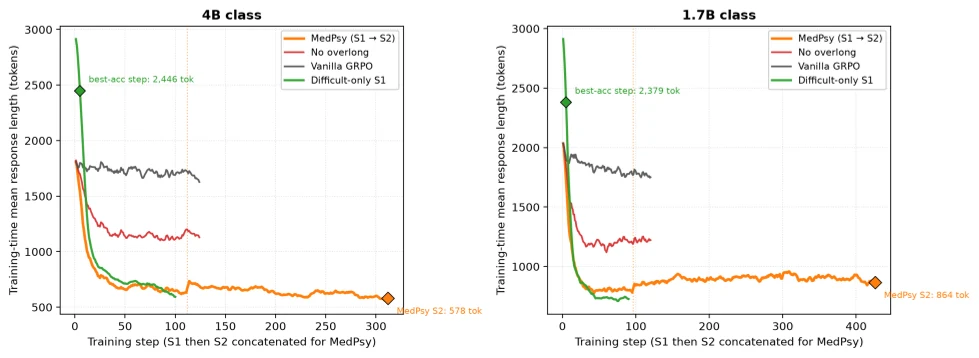 4B class
Training-time mean response length (tokens)
3000
2500
2000
1500
1000
500
0
50
100
150
200
250
300
Training step (S1 then S2 concatenated for MedPsy)
MedPsy (S1 → S2)
No overlong
Vanilla GRPO
Difficult-only S1
best-acc step: 2,446 tok
MedPsy S2: 578 tok
1.7B class
Training-time mean response length (tokens)
3000
2500
2000
1500
1000
0
100
200
300
400
Training step (S1 then S2 concatenated for MedPsy)
MedPsy (S1 → S2)
No overlong
Vanilla GRPO
Difficult-only S1
best-acc step: 2,379 tok
MedPsy S2: 864 tok